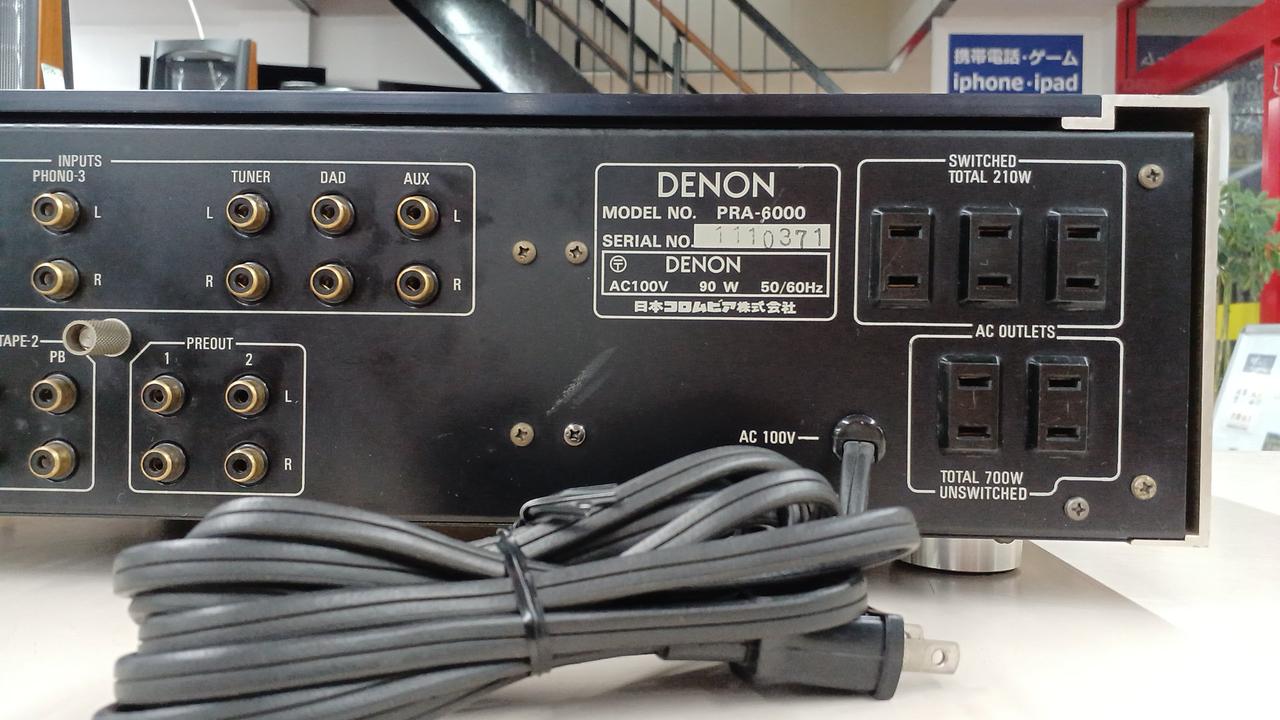 携帯電話・ゲーム
iphone・ipad
INPUTS
PHONO-3
TUNER
DAD
AUX
L
L
L
R
R
R
TAPE-2
PB
PREOUT
1
2
L
R
DENON
MODEL NO. PRA-6000
SERIAL NO. 1110371
〒 DENON
AC100V 90 W 50/60Hz
日本コロムビア株式会社
AC 100V
SWITCHED
TOTAL 210W
AC OUTLETS
TOTAL 700W
UNSWITCHED